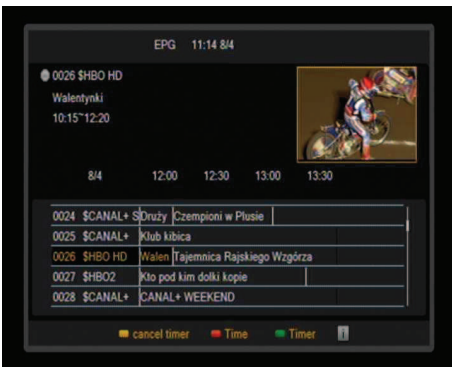 EPG 11:14 8/4
0026 $HBO HD
Walentynki
10:15~12:20
8/4 12:00 12:30 13:00 13:30
0024 $CANAL+ S Druży Czempioni w Plusie
0025 $CANAL+ Klub kibica
0026 $HBO HD Walen Tajemnica Rajskiego Wzgórza
0027 $HBO2 Kto pod kim dołki kopie
0028 $CANAL+ CANAL+ WEEKEND
cancel timer Time Timer i